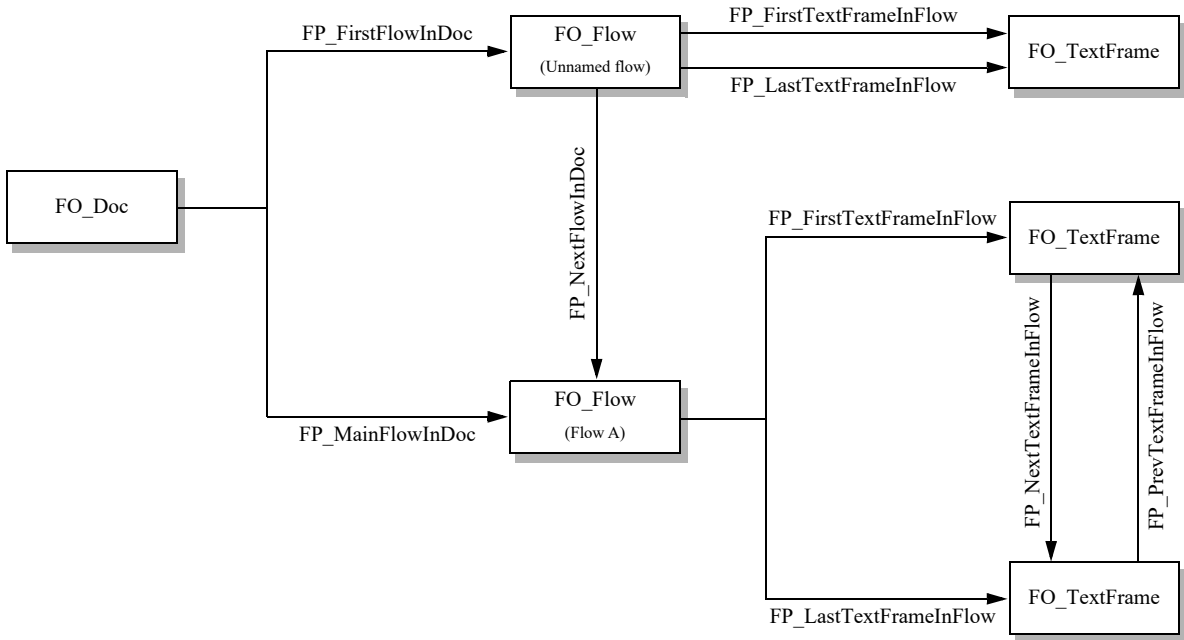 FP_FirstFlowInDoc
FO_Flow
(Unnamed flow)
FP_FirstTextFrameInFlow
FO_TextFrame
FP_LastTextFrameInFlow
FO_Doc
FP_NextFlowInDoc
FP_FirstTextFrameInFlow
FO_TextFrame
FP_NextTextFrameInFlow
FP_PrevTextFrameInFlow
FO_Flow
(Flow A)
FP_MainFlowInDoc
FO_TextFrame
FP_LastTextFrameInFlow